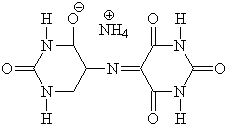 H O⊖ ⊕ H
N NH₄ O N
O N O
N N
H O H